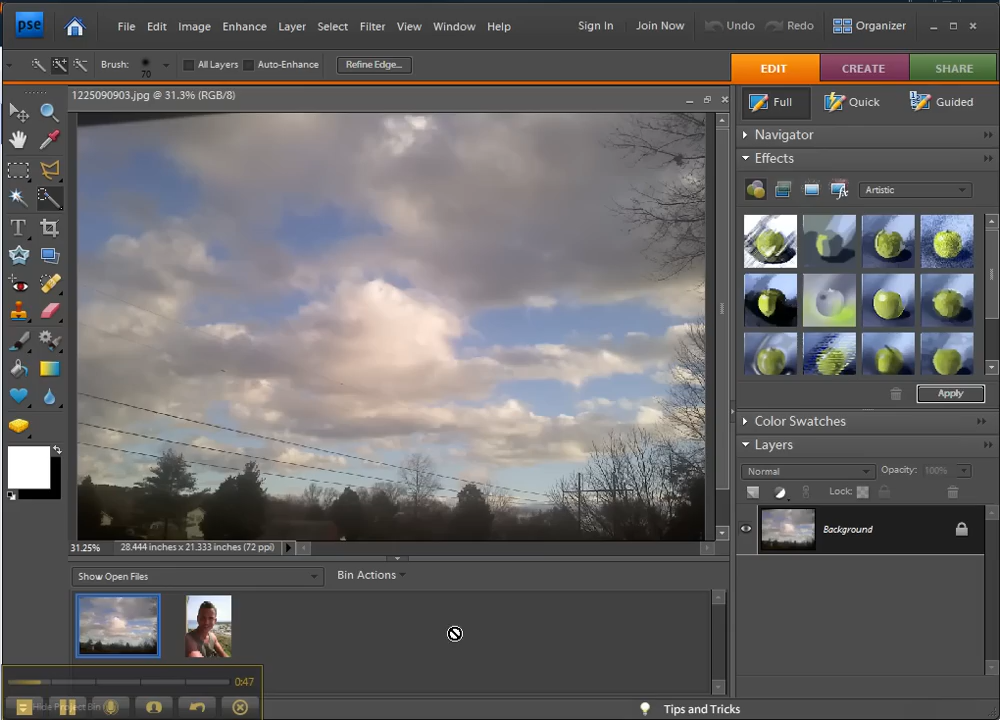 pse
File Edit Image Enhance Layer Select Filter View Window Help
Sign In Join Now Undo Redo Organizer
Brush: 70 All Layers Auto-Enhance Refine Edge...
EDIT CREATE SHARE
1225090903.jpg @ 31.3% (RGB/8)
Full Quick Guided
Navigator
Effects
Artistic
T
Apply
Color Swatches
Layers
Normal Opacity: 100%
Lock:
Background
31.25% 28.444 inches x 21.333 inches (72 ppi)
Show Open Files Bin Actions
0:47
Hide Project Bin
Tips and Tricks